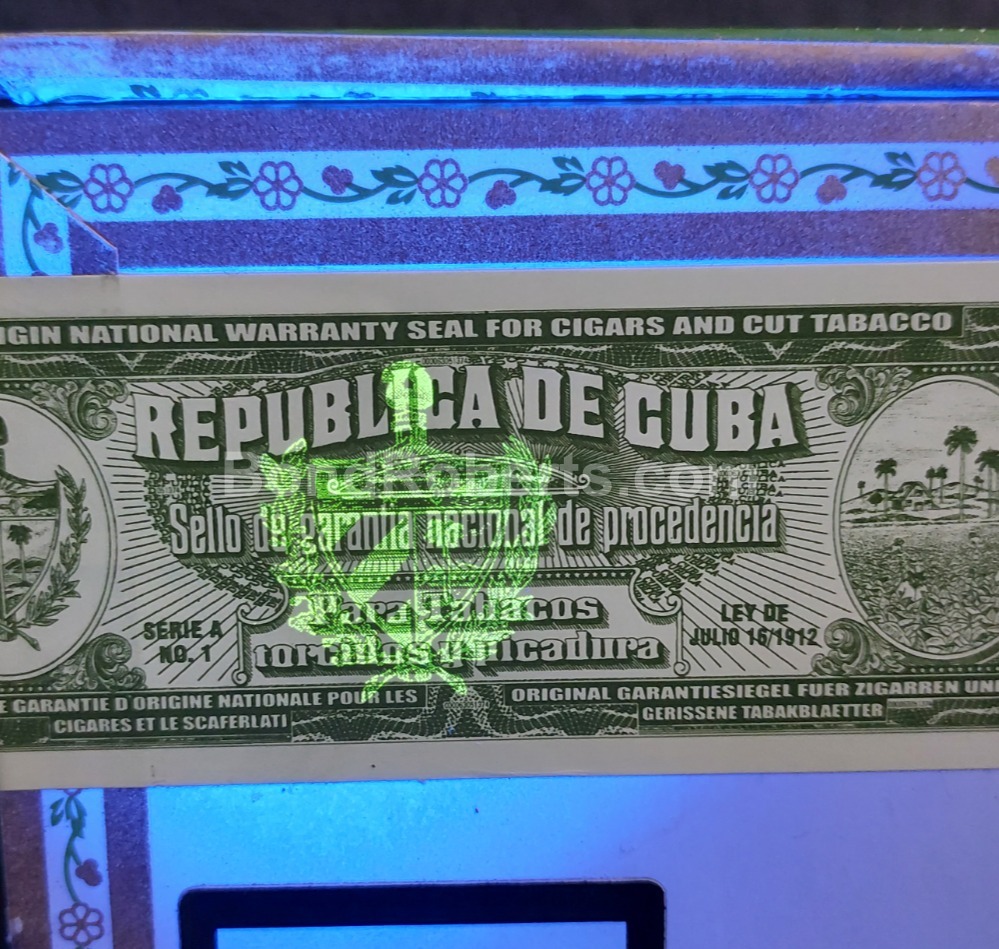 IGIN NATIONAL WARRANTY SEAL FOR CIGARS AND CUT TABACCO
REPUBLICA DE CUBA
BondRoberts.com
Sello de garantia nacional de procedencia
Para Tabacos
torcidos y picadura
SERIE A
NO. 1
LEY DE
JULIO 16/1912
E GARANTIE D'ORIGINE NATIONALE POUR LES
CIGARES ET LE SCAFERLATI
ORIGINAL GARANTIESIEGEL FUER ZIGARREN UN
GERISSENE TABAKBLAETTER